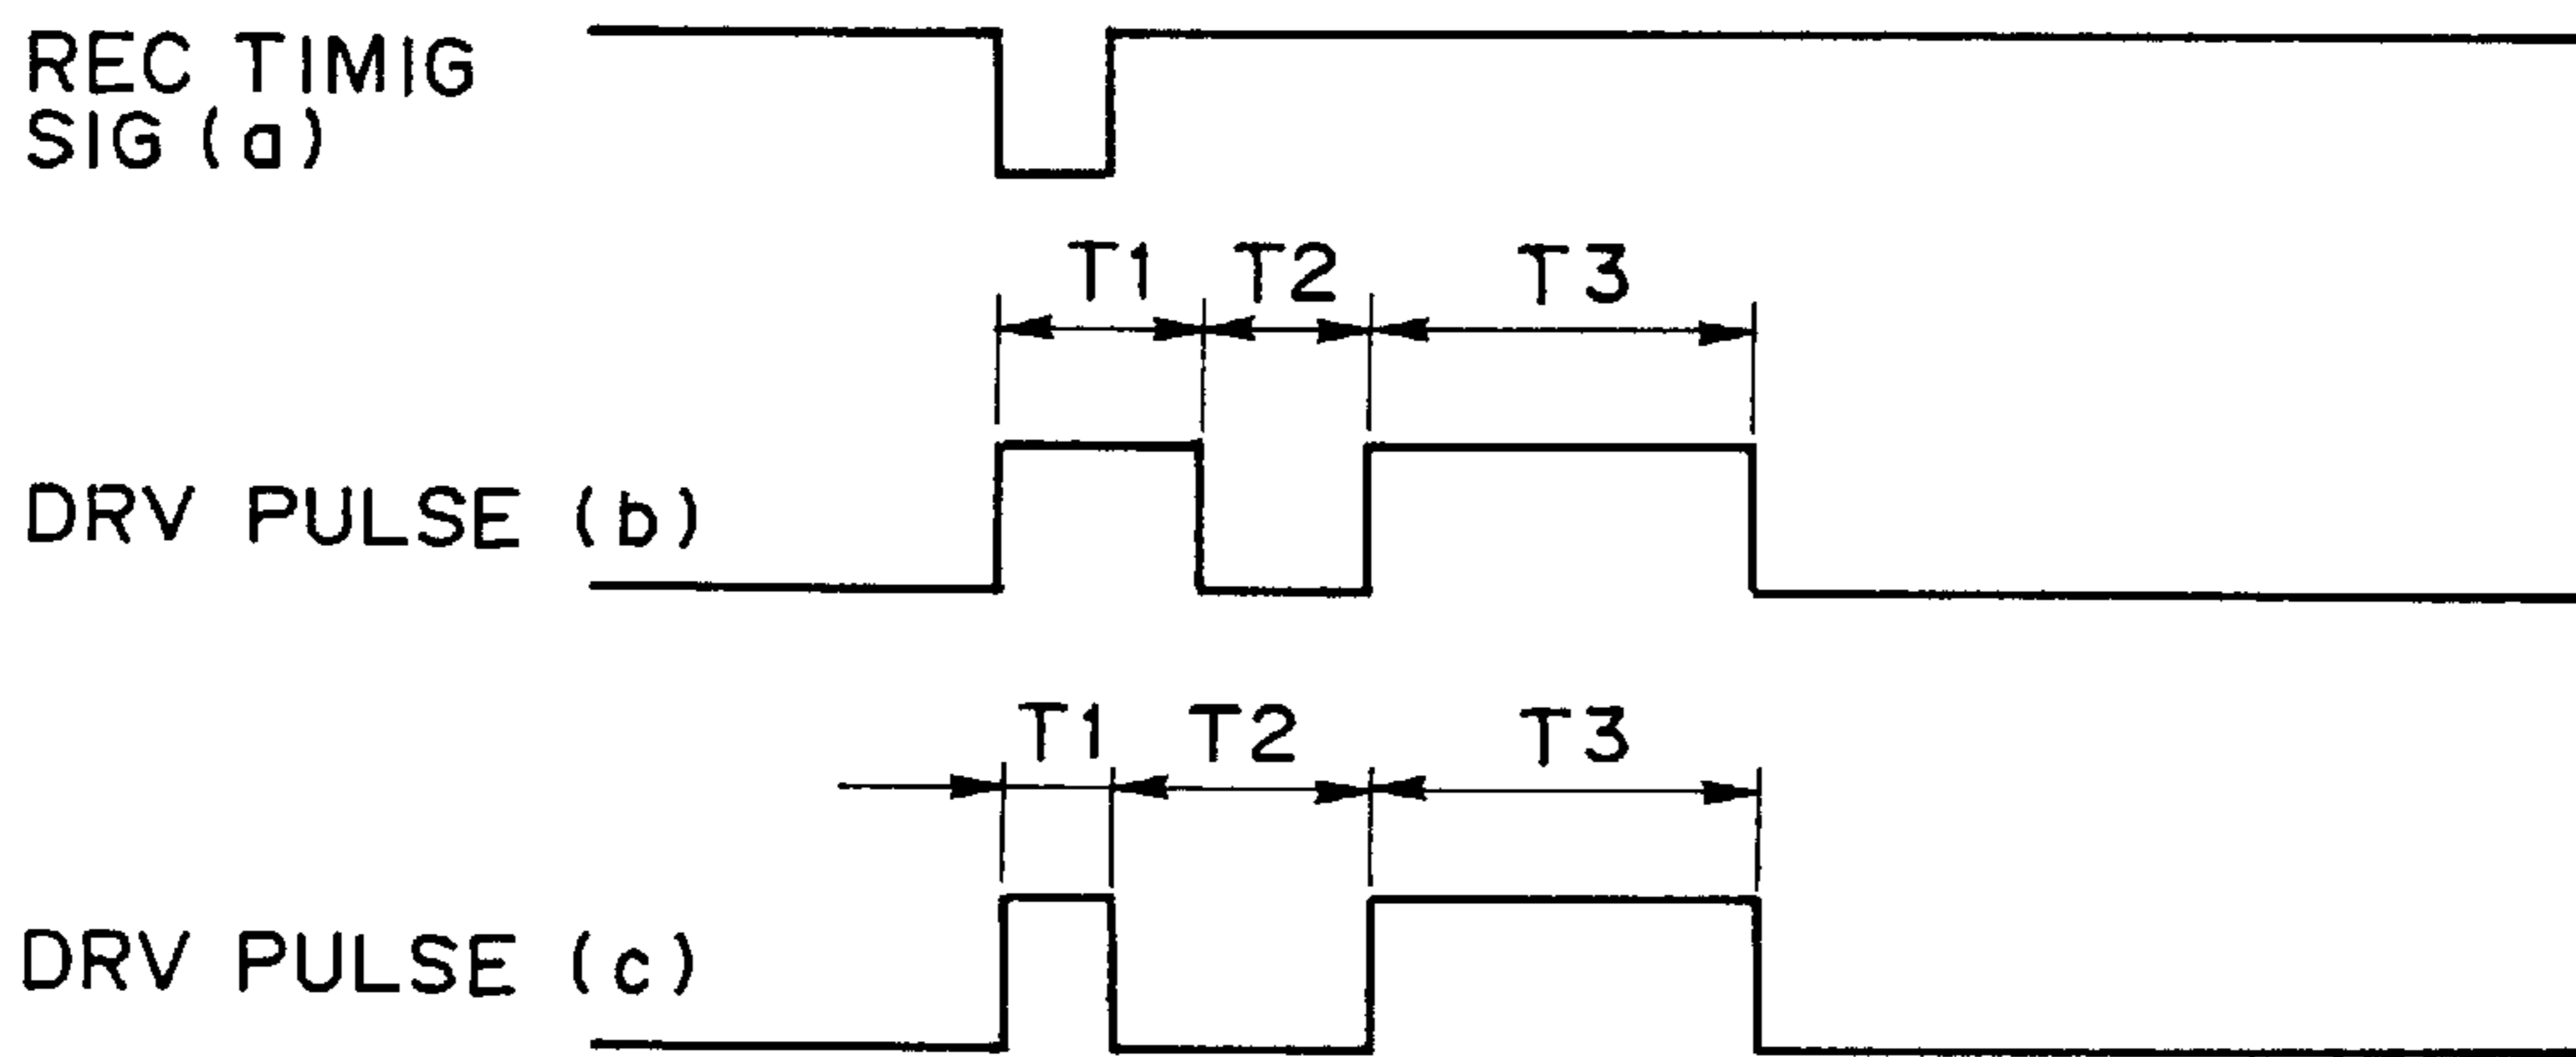 REC TIMIG
SIG (a)
T1 T2 T3
DRV PULSE (b)
T1 T2 T3
DRV PULSE (c)